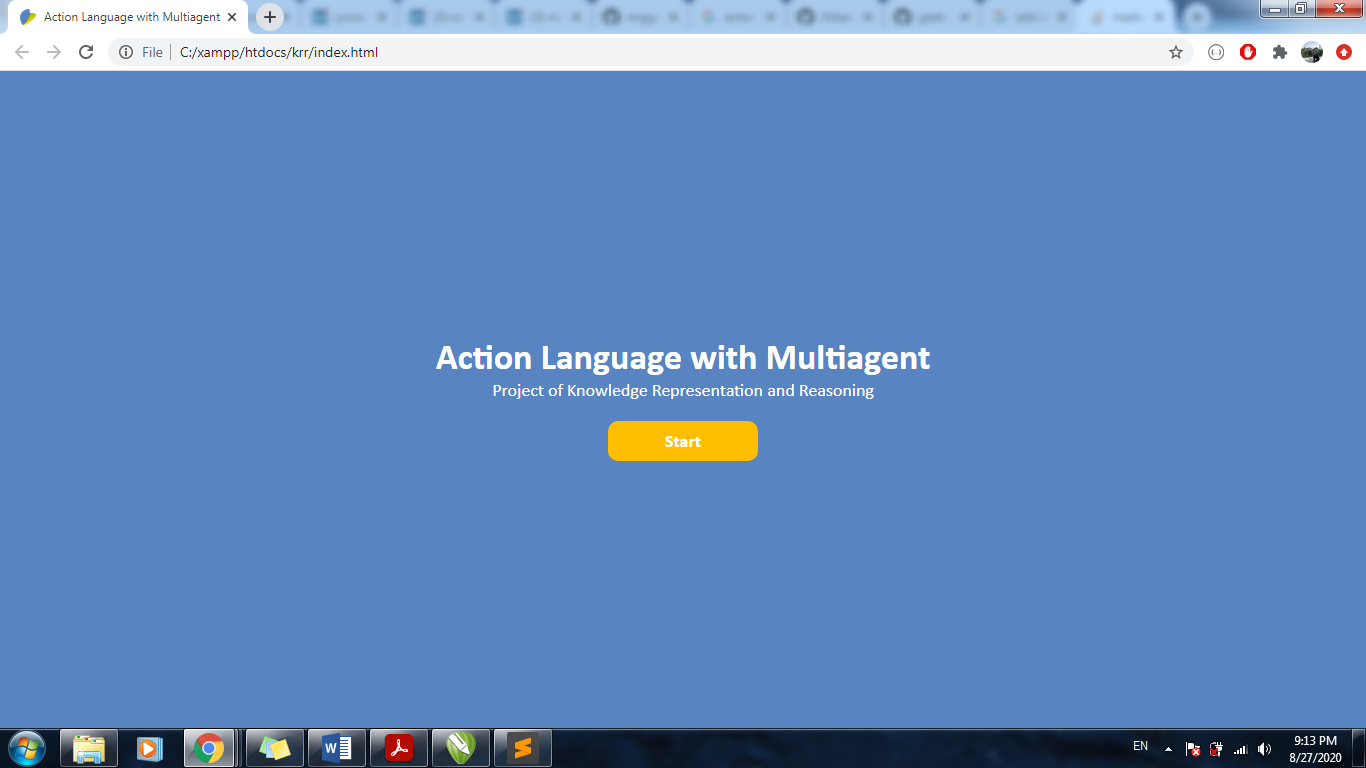 Action Language with Multiagent
File
C:/xampp/htdocs/krr/index.html
Action Language with Multiagent
Project of Knowledge Representation and Reasoning
Start
EN
9:13 PM
8/27/2020